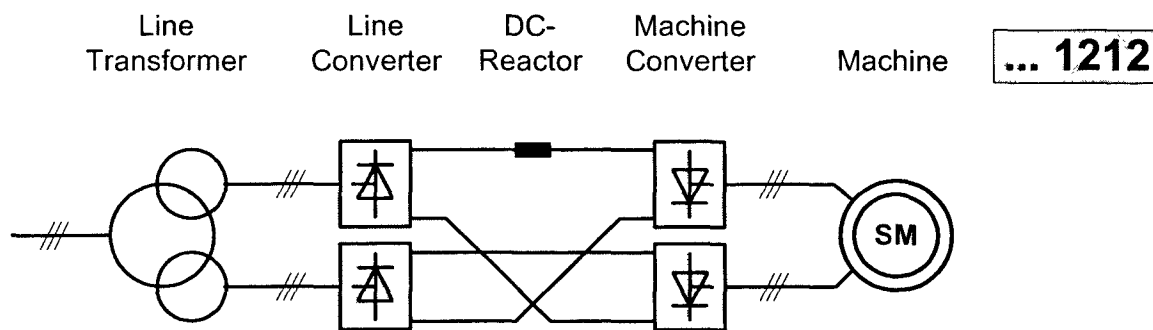 Line Transformer
Line Converter
DC-Reactor
Machine Converter
Machine
... 1212
SM